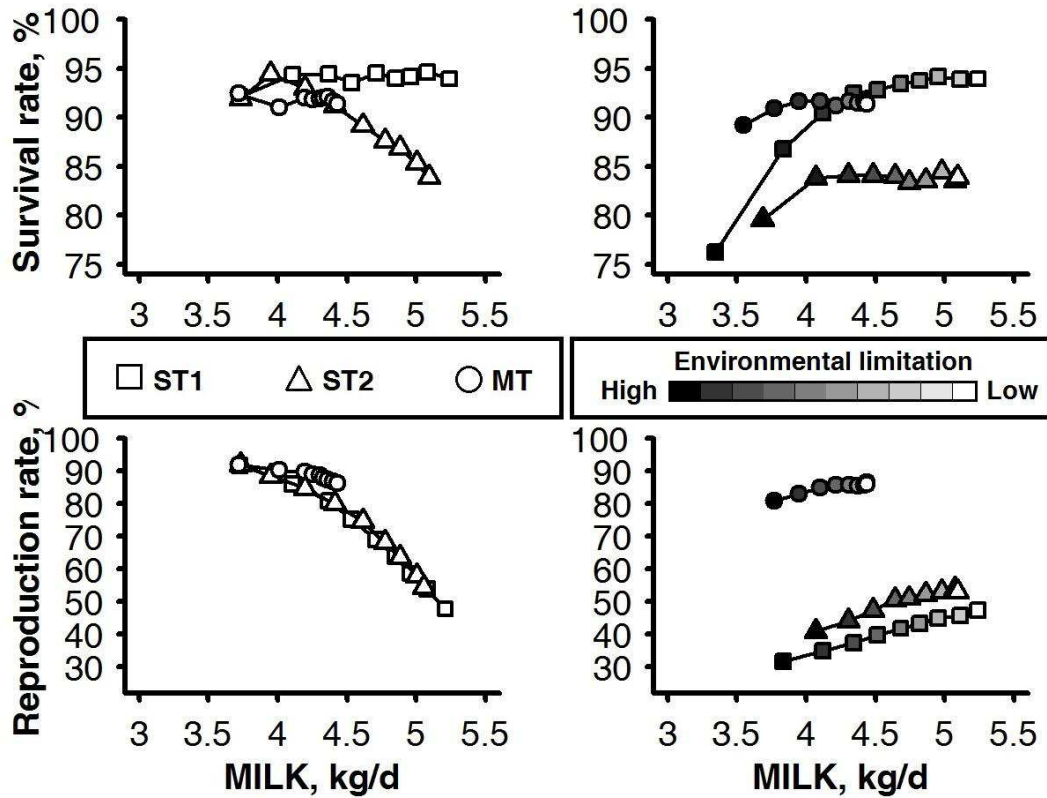 Survival rate, %
100
95
90
85
80
75
3 3.5 4 4.5 5 5.5
3 3.5 4 4.5 5 5.5
ST1 ST2 MT
Environmental limitation
High Low
Reproduction rate, %
100
90
80
70
60
50
40
30
3 3.5 4 4.5 5 5.5
3 3.5 4 4.5 5 5.5
MILK, kg/d
MILK, kg/d
100
95
90
85
80
75
100
90
80
70
60
50
40
30